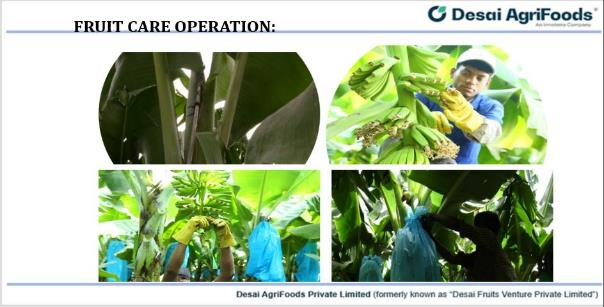 Desai AgriFoods®
An Innoterra Company
FRUIT CARE OPERATION:
Desai AgriFoods Private Limited (formerly known as "Desai Fruits Venture Private Limited")